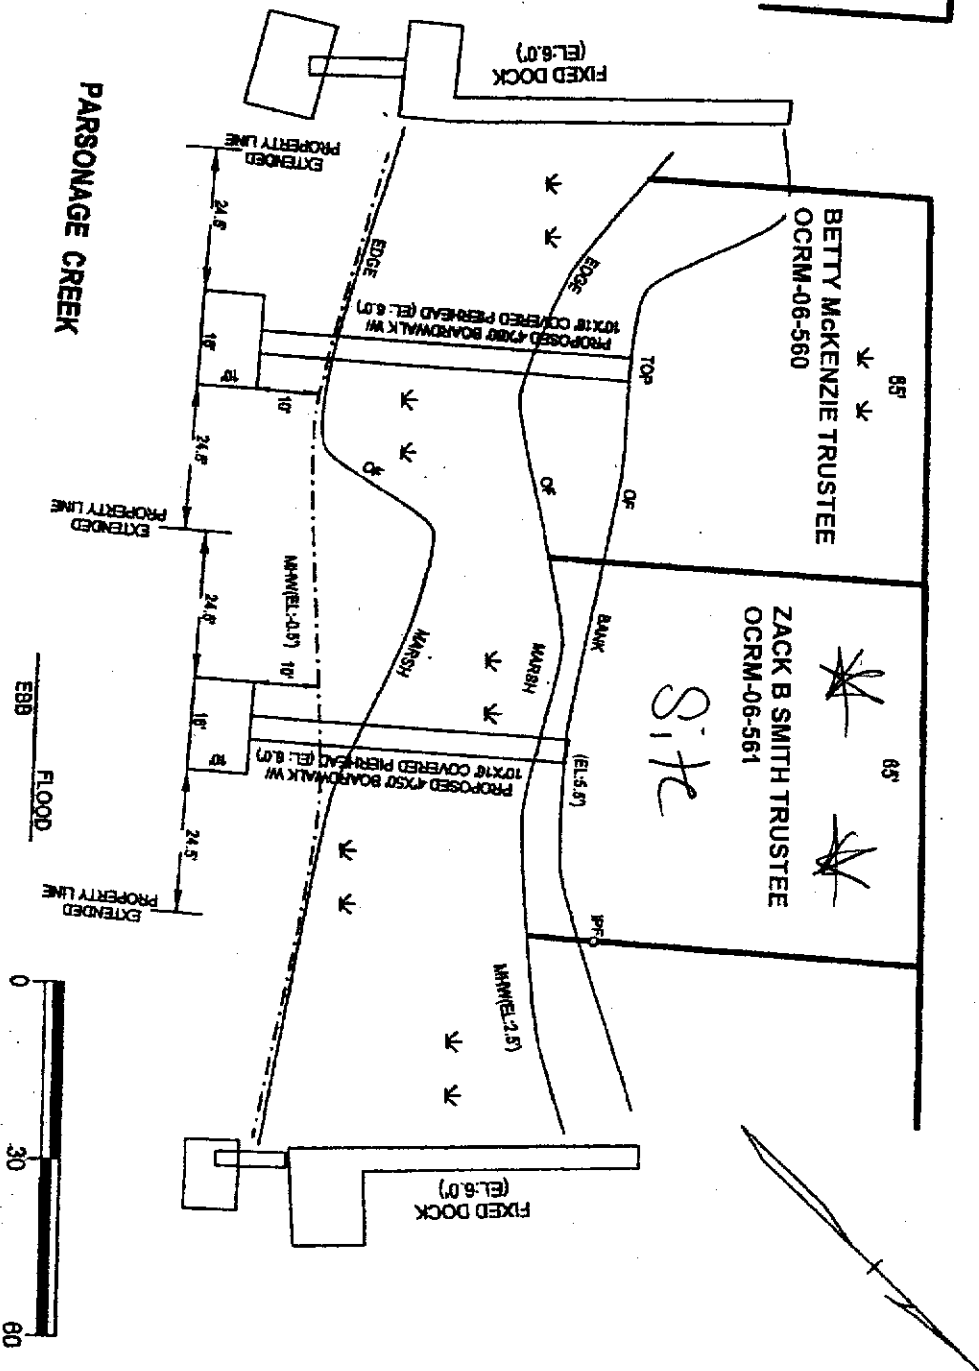 FIXED DOCK
(EL:6.0')
PARSONAGE CREEK
EXTENDED
PROPERTY LINE
24.6'
16'
10'
10'
24.8'
EXTENDED
PROPERTY LINE
24.8'
10'
16'
10'
24.5'
EXTENDED
PROPERTY LINE
EDGE
OF
MARSH
PROPOSED 4'X60' BOARDWALK W/
10'X16' COVERED PIERHEAD (EL: 6.0')
EDGE
OF
MARSH
TOP
OF
BANK
(EL:5.5')
BETTY McKENZIE TRUSTEE
OCRM-06-560
65'
ZACK B SMITH TRUSTEE
OCRM-06-561
65'
Site
MHW(EL:-0.5')
PROPOSED 4'X50' BOARDWALK W/
10'X16' COVERED PIERHEAD (EL: 6.0')
IPF
MHW(EL:2.5')
EBB
FLOOD
FIXED DOCK
(EL:6.0')
0
30
60